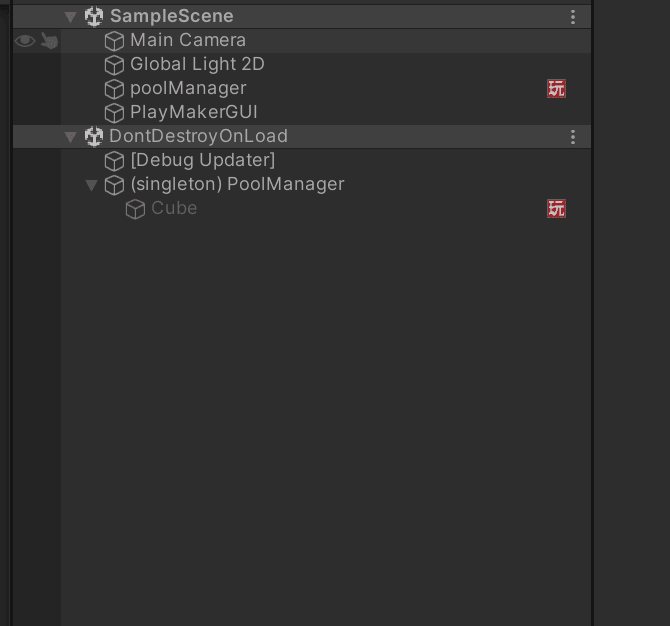 SampleScene
Main Camera
Global Light 2D
poolManager 玩
PlayMakerGUI
DontDestroyOnLoad
[Debug Updater]
(singleton) PoolManager
Cube 玩